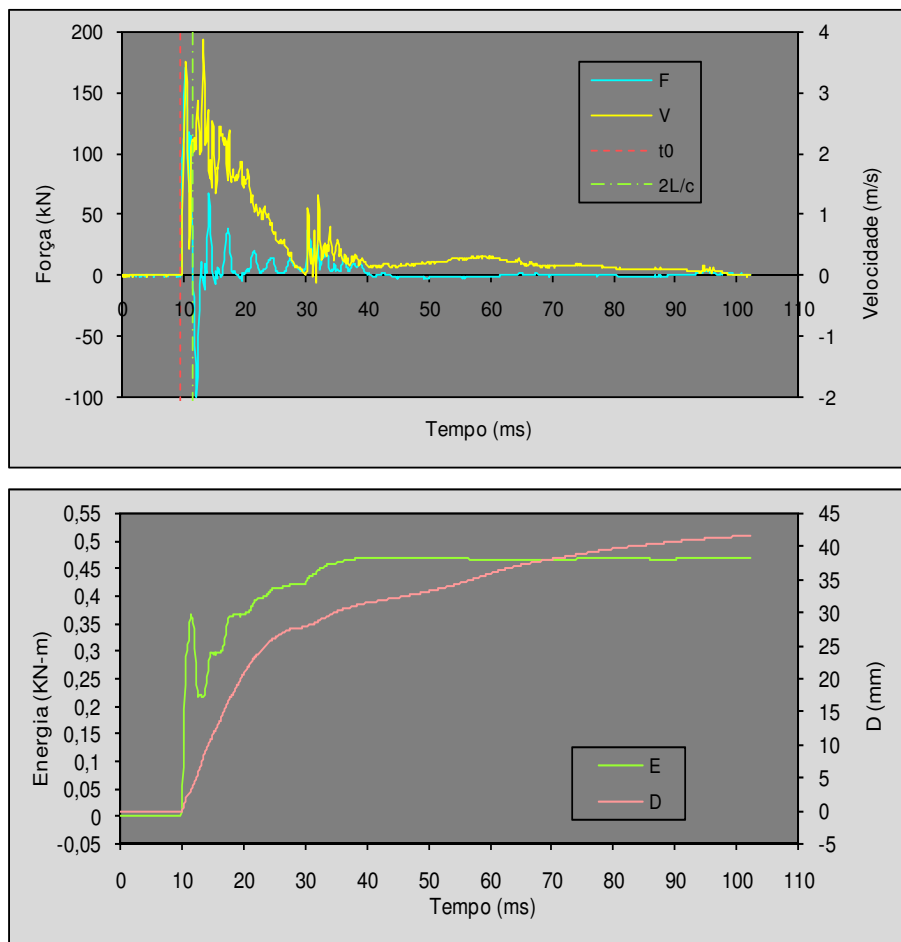 200
150
100
50
0
-50
-100
Força (kN)
4
3
2
1
0
-1
-2
Velocidade (m/s)
0 10 20 30 40 50 60 70 80 90 100 110
Tempo (ms)
F
V
t0
2L/c
0,55
0,5
0,45
0,4
0,35
0,3
0,25
0,2
0,15
0,1
0,05
0
-0,05
Energia (KN-m)
45
40
35
30
25
20
15
10
5
0
-5
D (mm)
E
D
0 10 20 30 40 50 60 70 80 90 100 110
Tempo (ms)